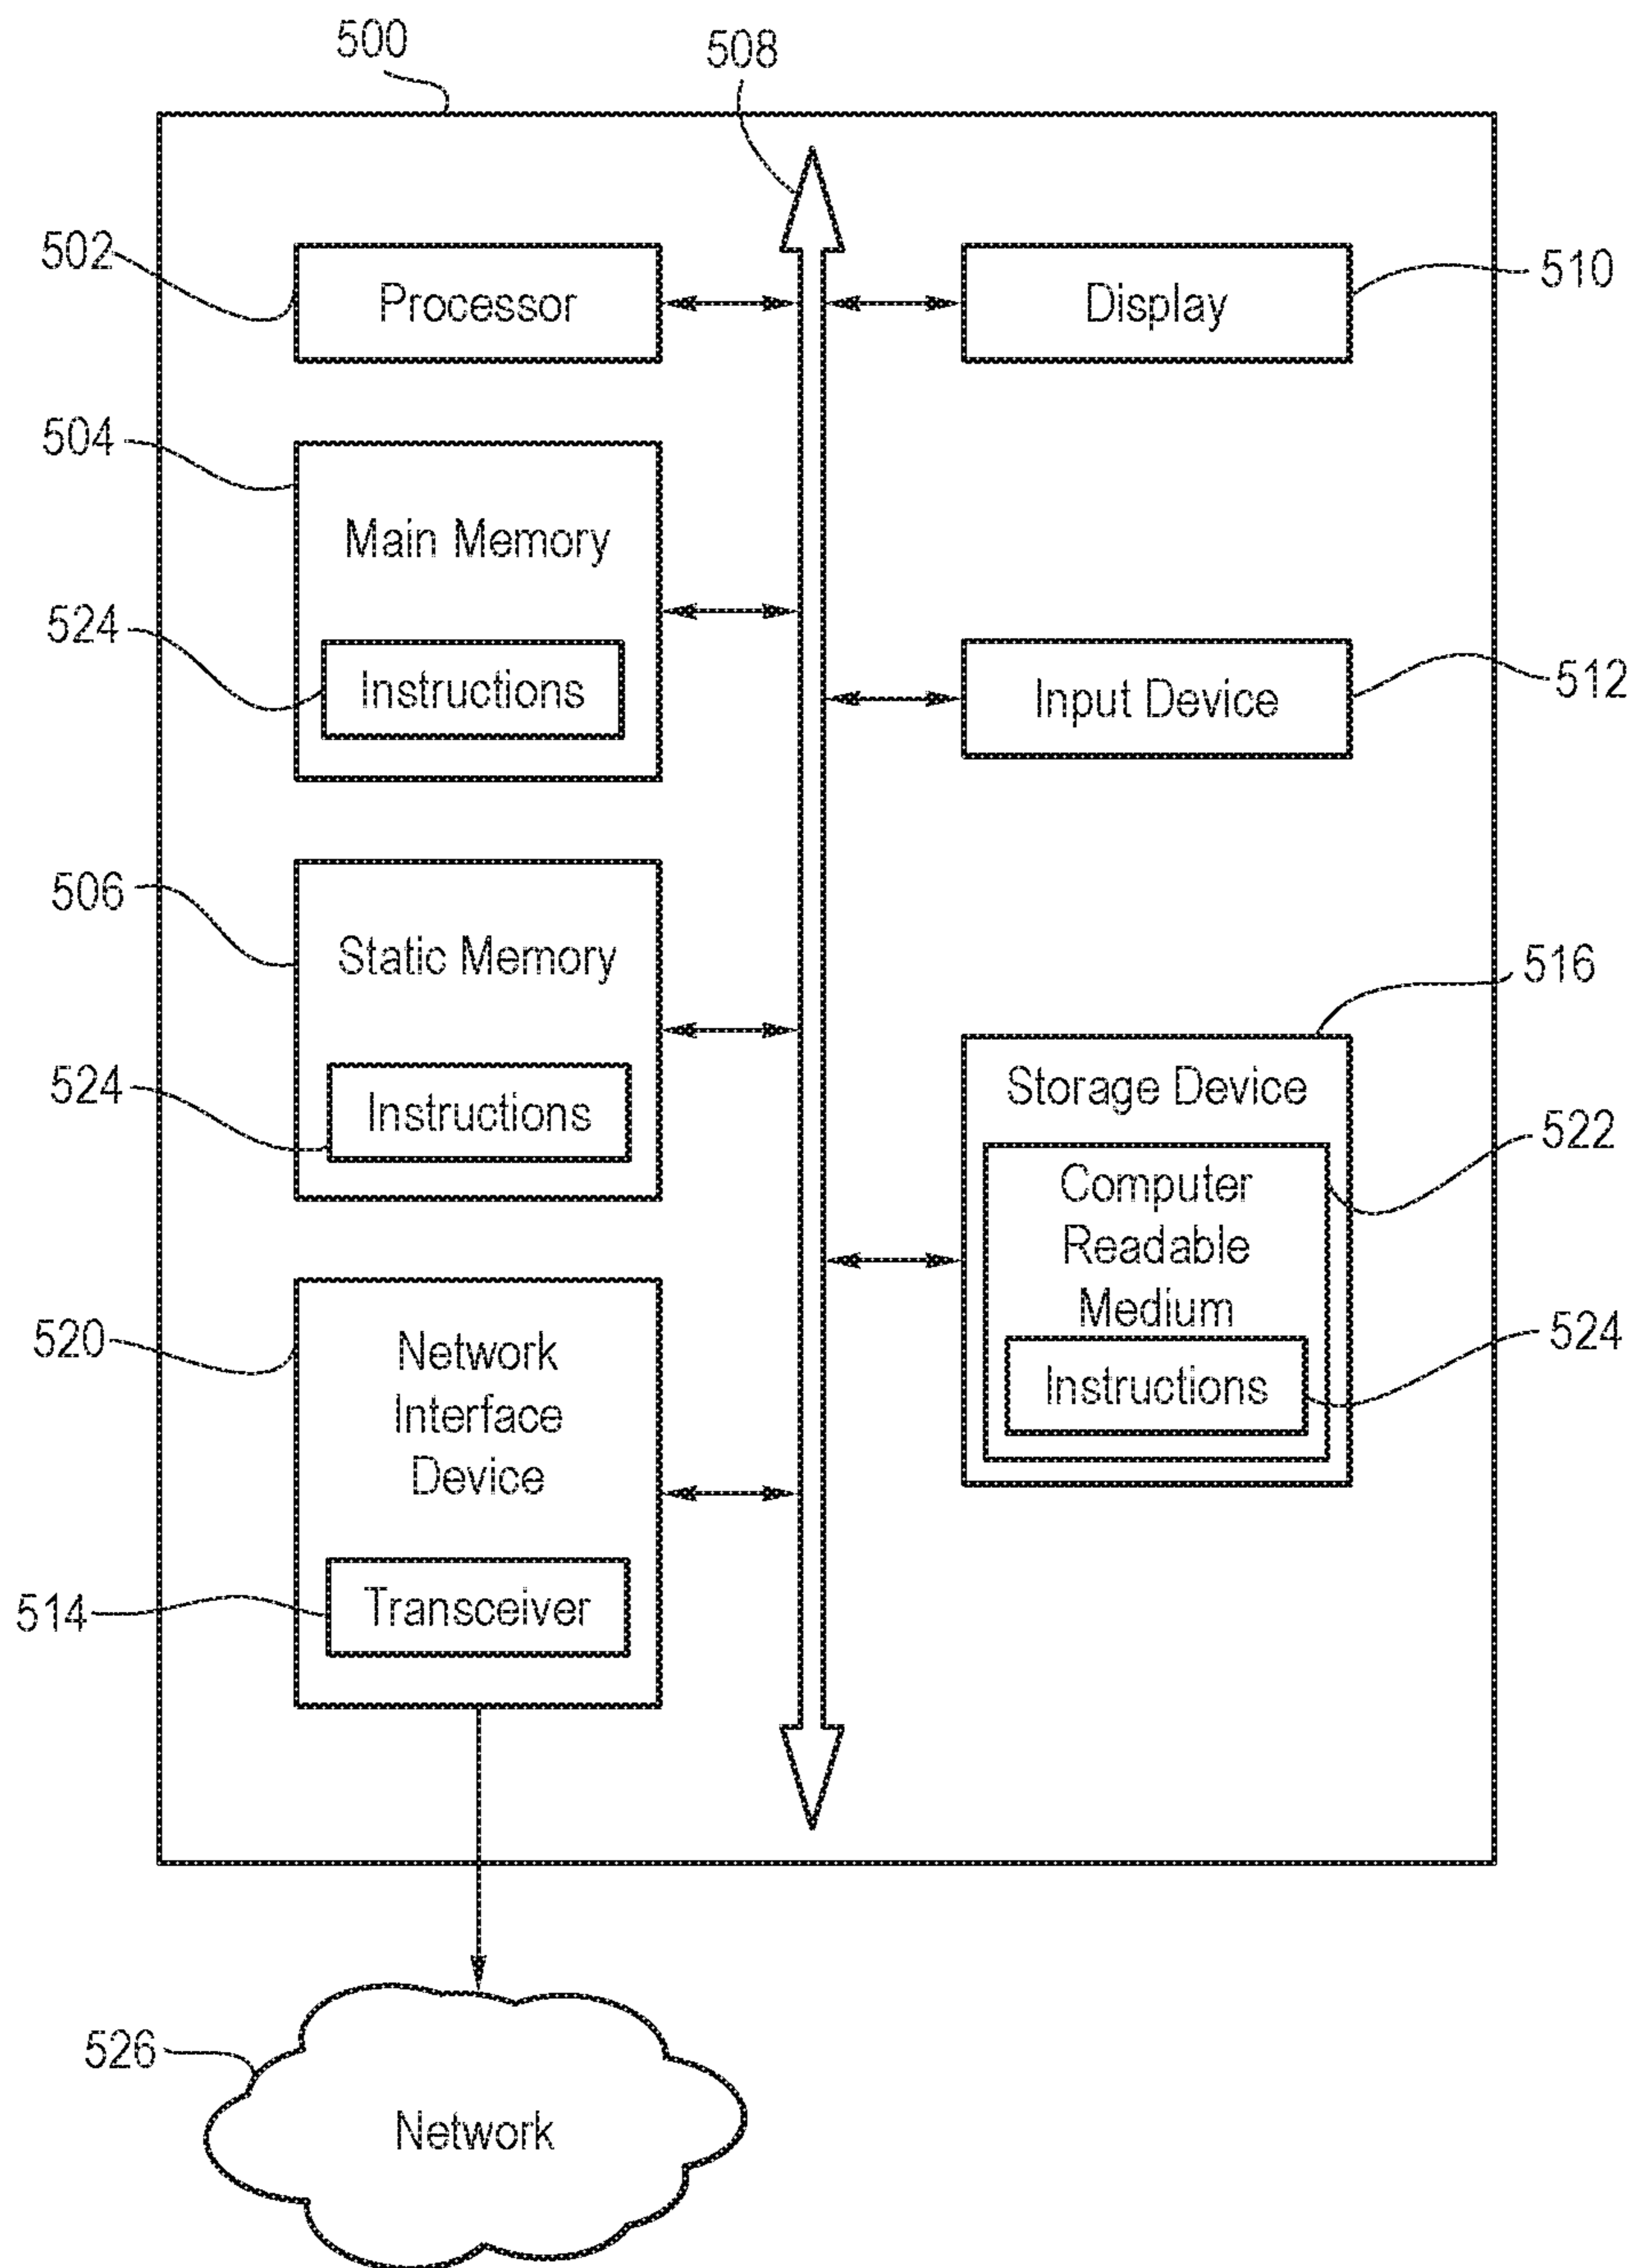 500
508
502
Processor
Display
510
504
Main Memory
524
Instructions
Input Device
512
506
Static Memory
524
Instructions
516
Storage Device
522
Computer
Readable
Medium
Instructions
524
520
Network
Interface
Device
514
Transceiver
526
Network